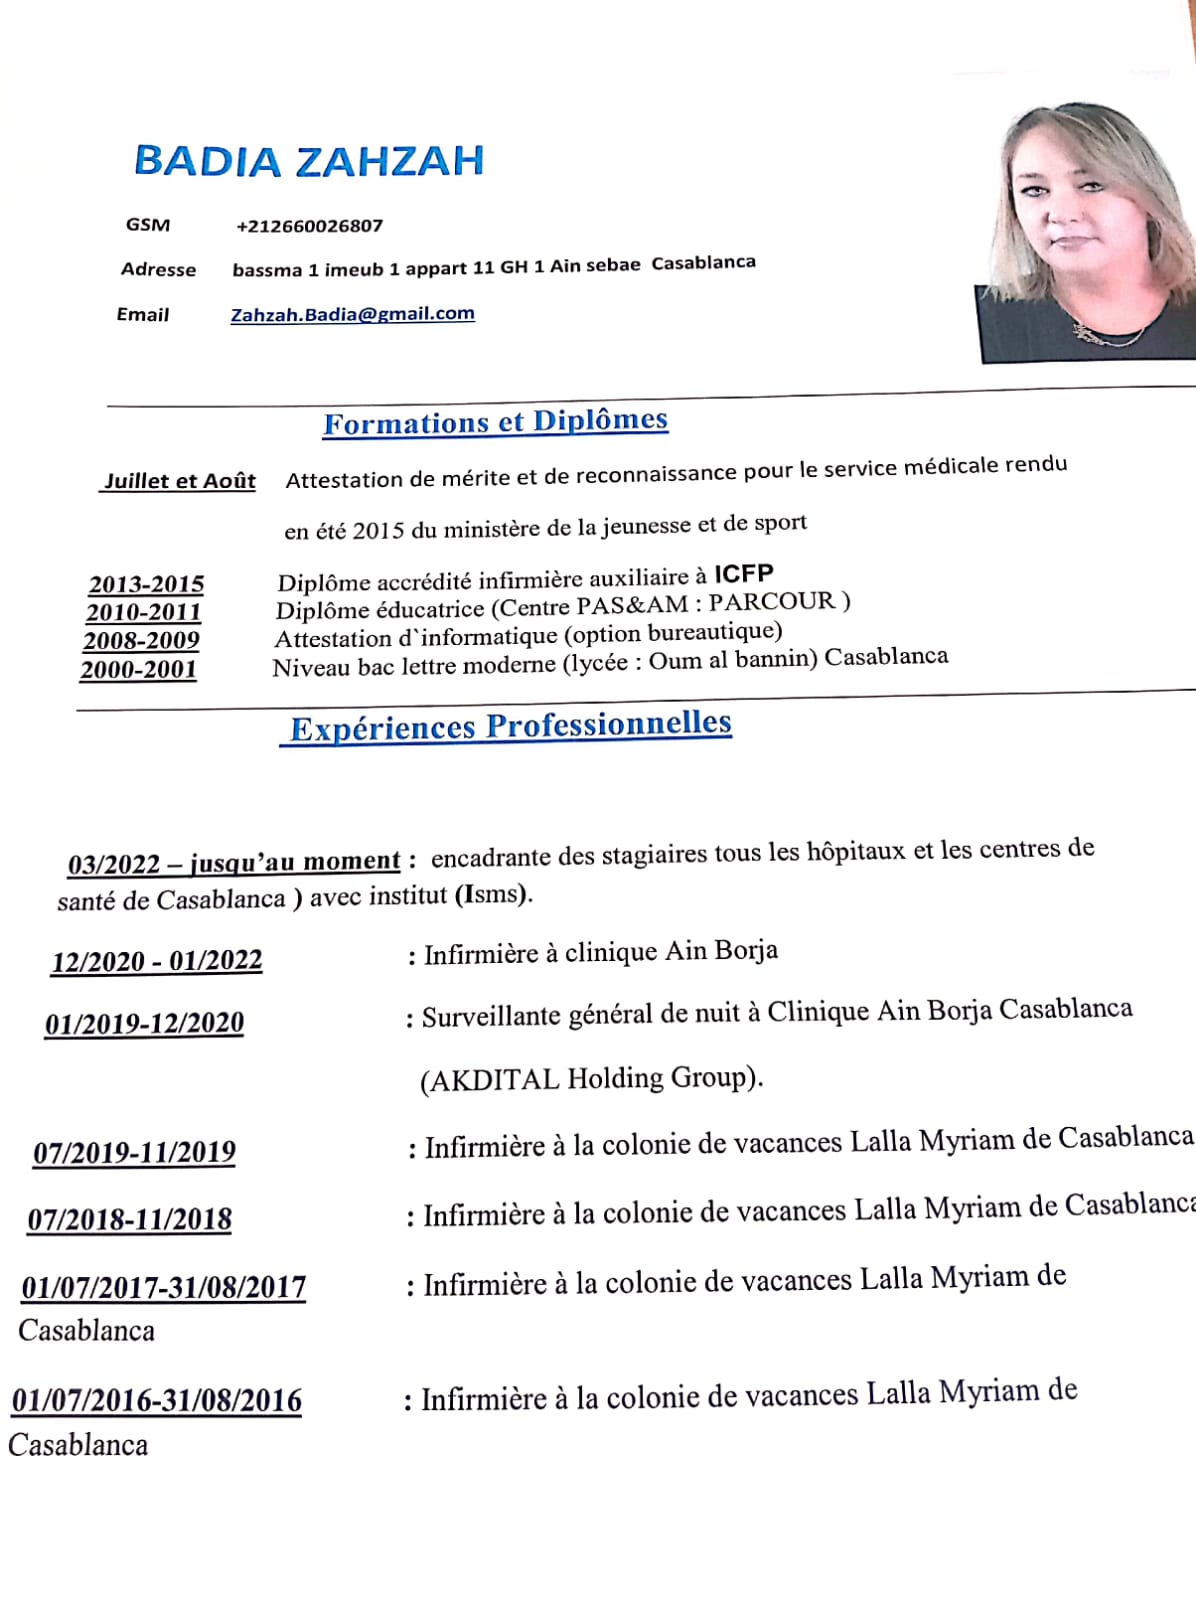 BADIA ZAHZAH
GSM +212660026807
Adresse bassma 1 imeub 1 appart 11 GH 1 Ain sebae Casablanca
Email Zahzah.Badia@gmail.com
Formations et Diplômes
Juillet et Août Attestation de mérite et de reconnaissance pour le service médicale rendu
en été 2015 du ministère de la jeunesse et de sport
2013-2015 Diplôme accrédité infirmière auxiliaire à ICFP
2010-2011 Diplôme éducatrice (Centre PAS&AM : PARCOUR )
2008-2009 Attestation d`informatique (option bureautique)
2000-2001 Niveau bac lettre moderne (lycée : Oum al bannin) Casablanca
Expériences Professionnelles
03/2022 – jusqu’au moment : encadrante des stagiaires tous les hôpitaux et les centres de
santé de Casablanca ) avec institut (Isms).
12/2020 - 01/2022 : Infirmière à clinique Ain Borja
01/2019-12/2020 : Surveillante général de nuit à Clinique Ain Borja Casablanca
(AKDITAL Holding Group).
07/2019-11/2019 : Infirmière à la colonie de vacances Lalla Myriam de Casablanca
07/2018-11/2018 : Infirmière à la colonie de vacances Lalla Myriam de Casablanca
01/07/2017-31/08/2017 : Infirmière à la colonie de vacances Lalla Myriam de
Casablanca
01/07/2016-31/08/2016 : Infirmière à la colonie de vacances Lalla Myriam de
Casablanca